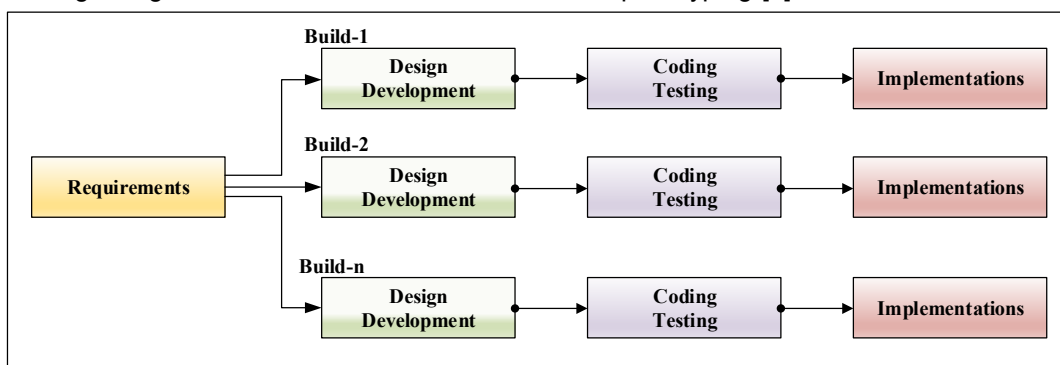 Build-1
Design
Development
Coding
Testing
Implementations
Requirements
Build-2
Design
Development
Coding
Testing
Implementations
Build-n
Design
Development
Coding
Testing
Implementations